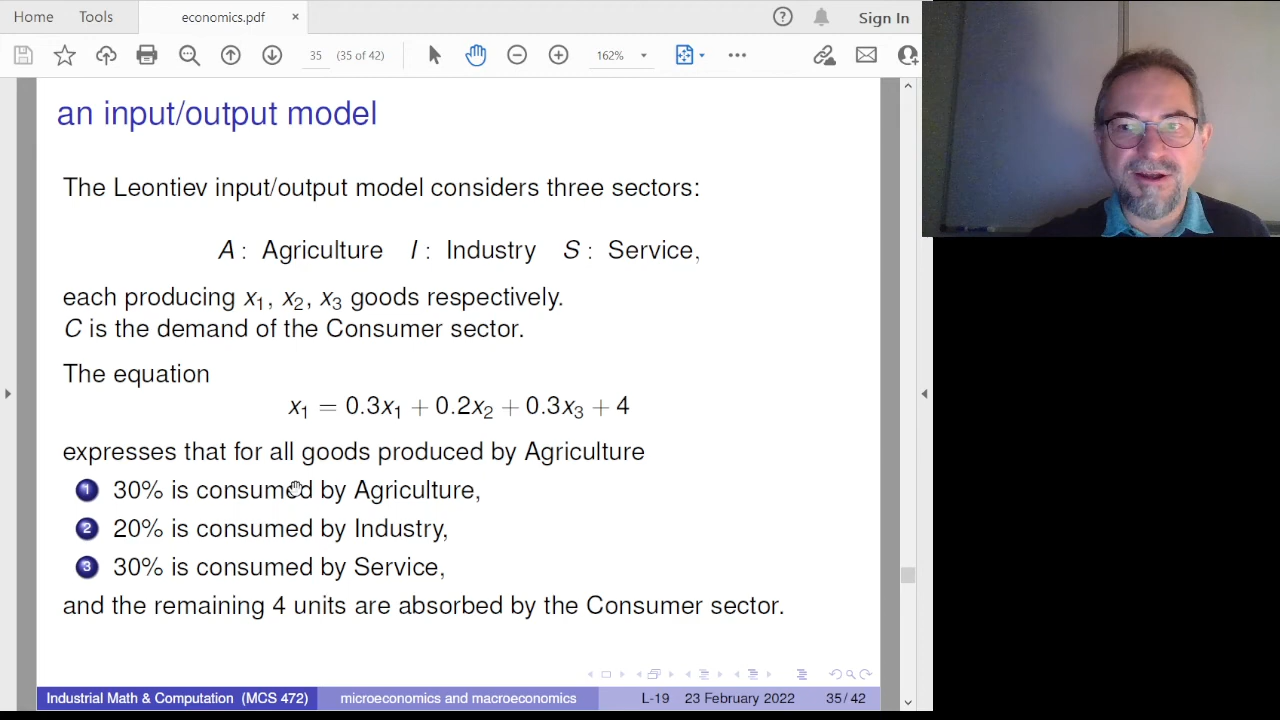 Home Tools economics.pdf × Sign In
35 (35 of 42) 162%
an input/output model
The Leontiev input/output model considers three sectors:
A : Agriculture I : Industry S : Service,
each producing x₁, x₂, x₃ goods respectively.
C is the demand of the Consumer sector.
The equation
x₁ = 0.3x₁ + 0.2x₂ + 0.3x₃ + 4
expresses that for all goods produced by Agriculture
1 30% is consumed by Agriculture,
2 20% is consumed by Industry,
3 30% is consumed by Service,
and the remaining 4 units are absorbed by the Consumer sector.
Industrial Math & Computation (MCS 472) microeconomics and macroeconomics L-19 23 February 2022 35 / 42